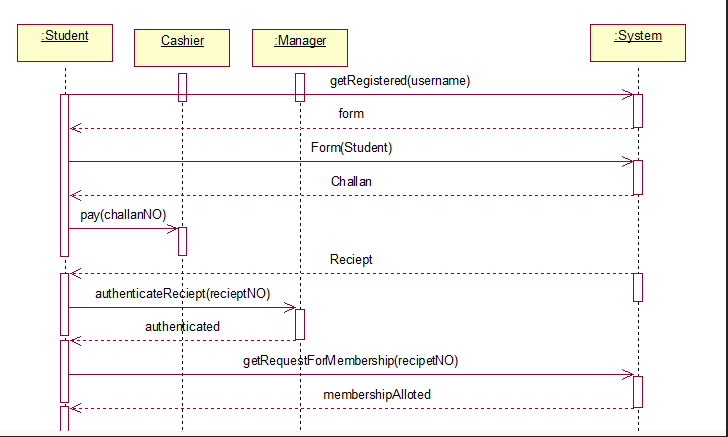 :Student
Cashier
:Manager
:System
getRegistered(username)
form
Form(Student)
Challan
pay(challanNO)
Reciept
authenticateReciept(recieptNO)
authenticated
getRequestForMembership(recipetNO)
membershipAlloted